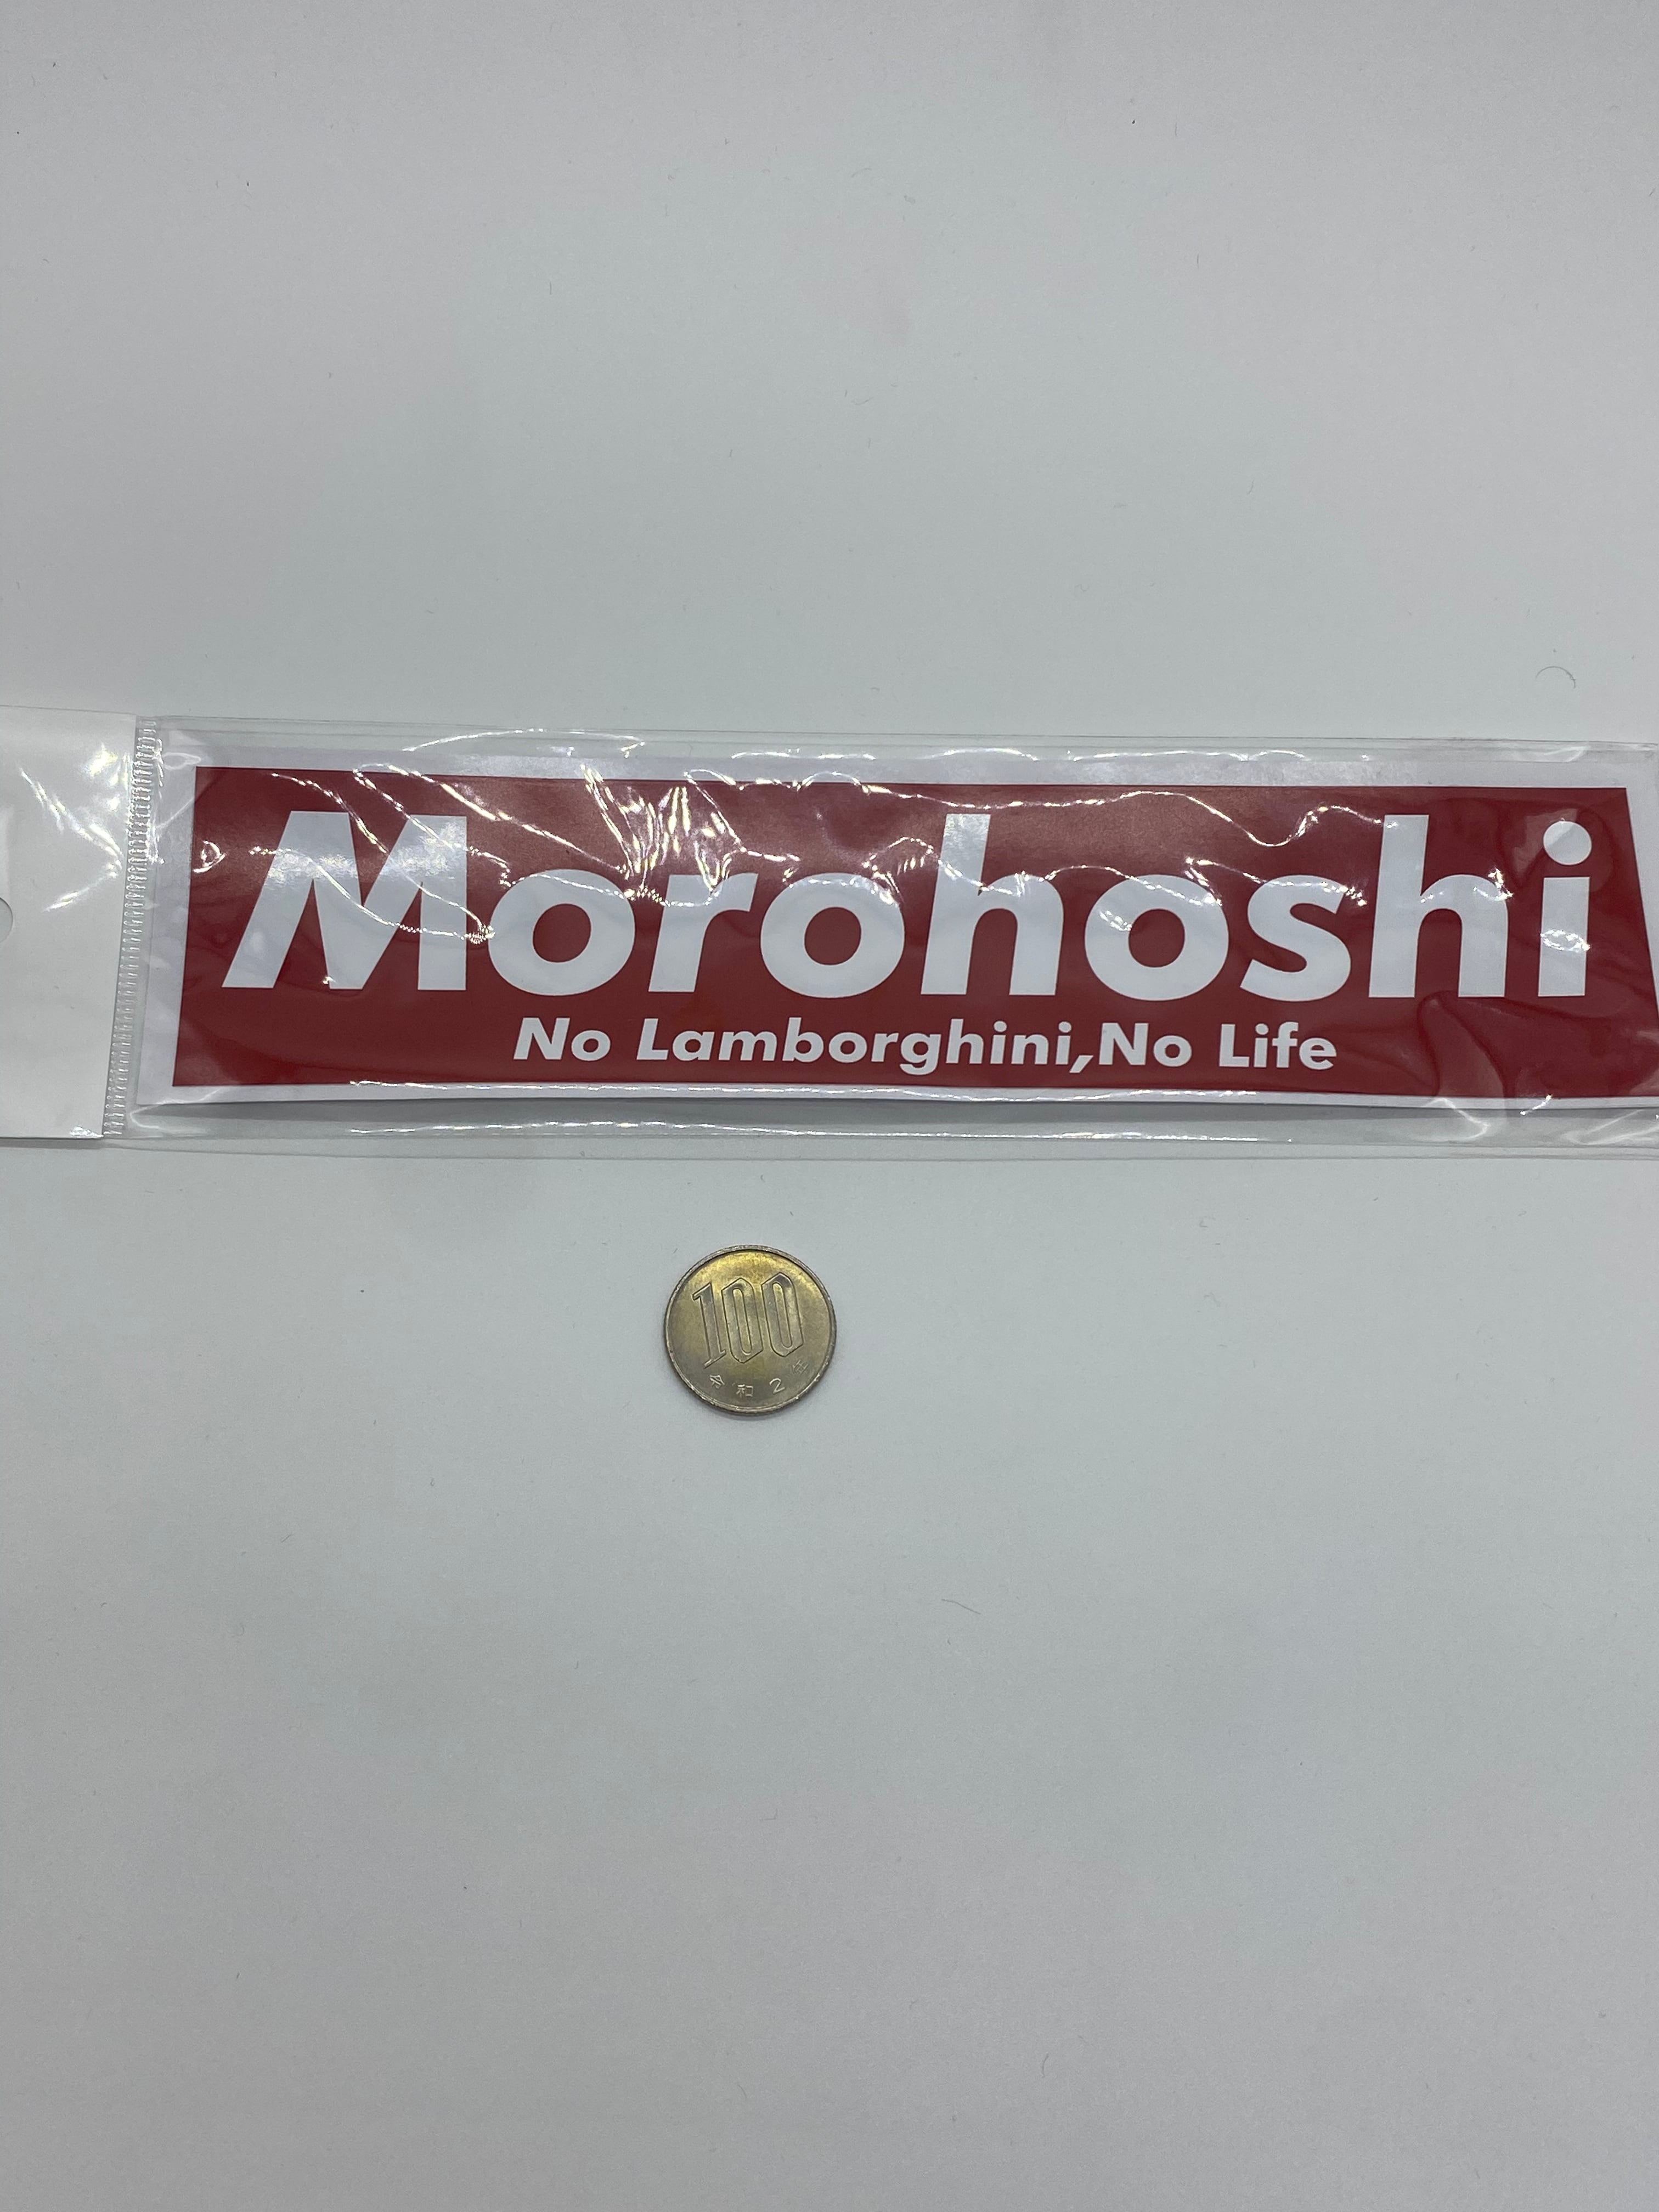 Morohoshi
No Lamborghini,No Life
100
令和2年